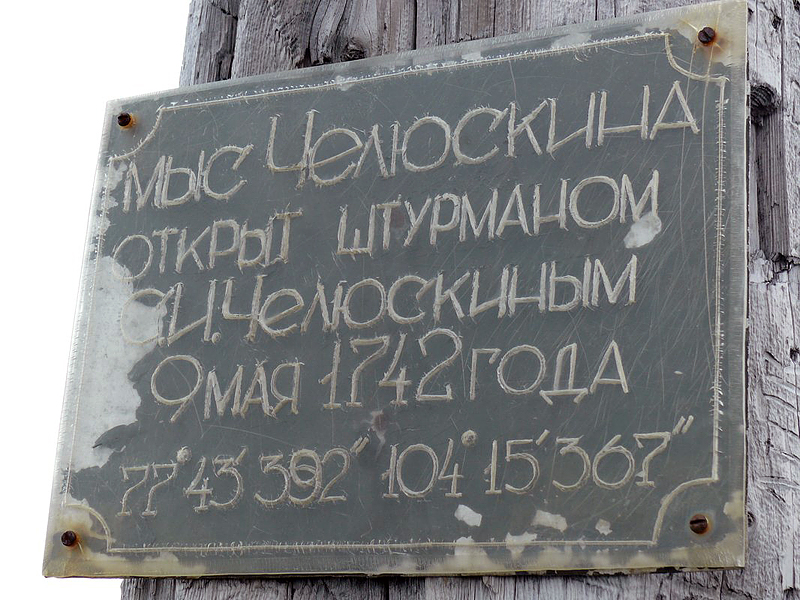 МЫС ЧЕЛЮСКИНА
ОТКРЫТ ШТУРМАНОМ
С.И.ЧЕЛЮСКИНЫМ
9 МАЯ 1742 ГОДА
77°43′392″ 104°15′367″